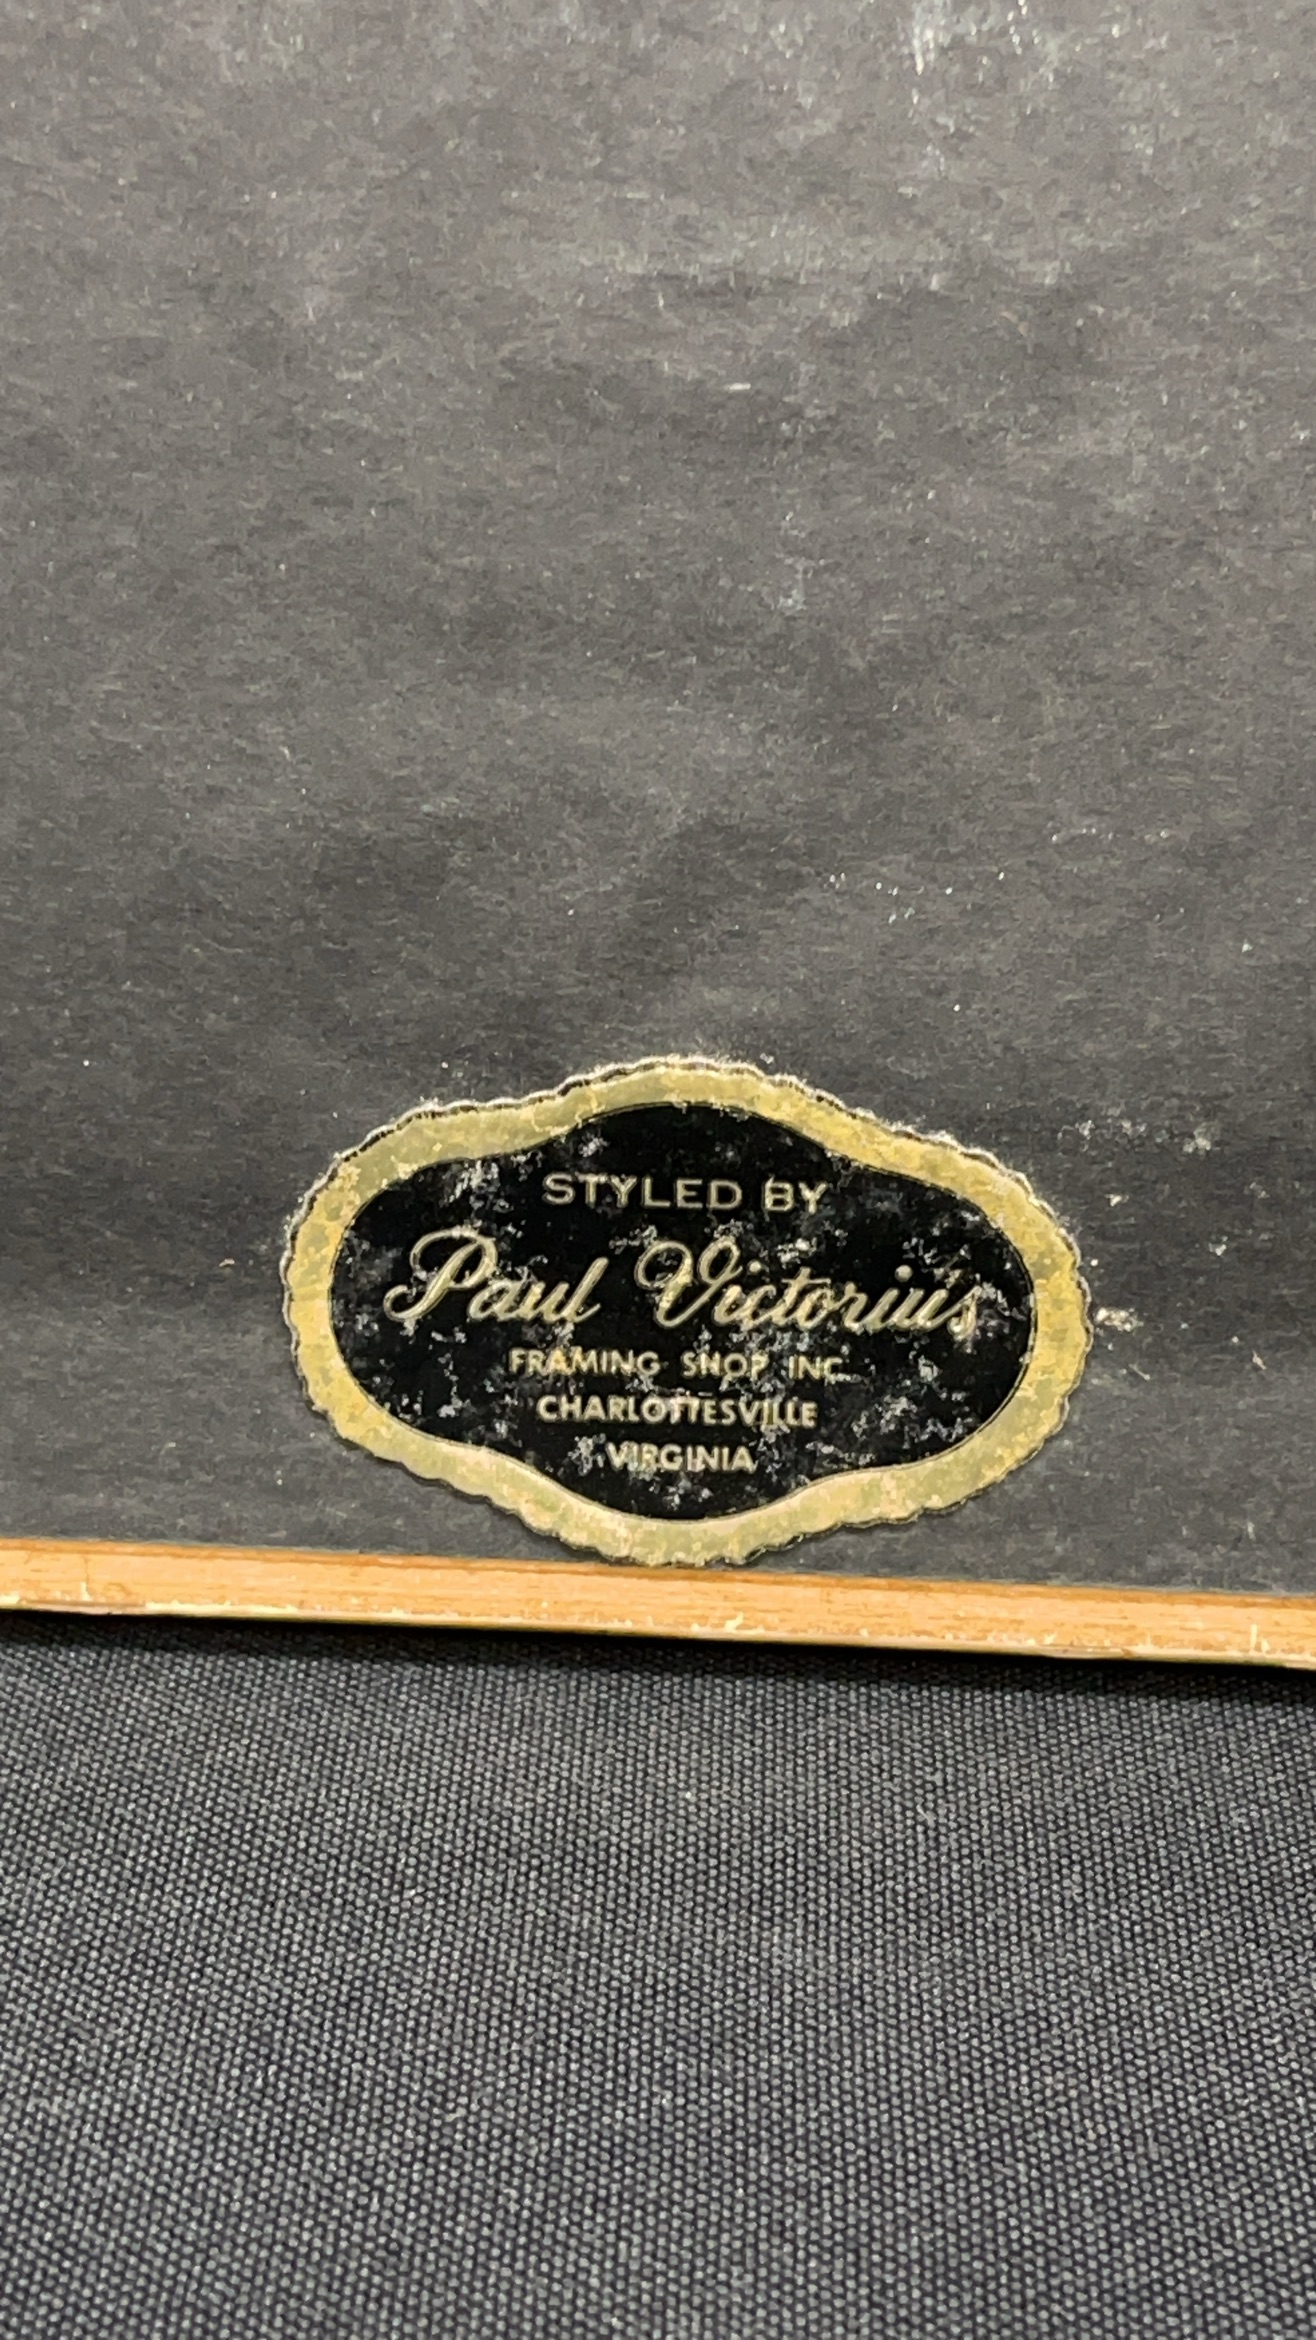 STYLED BY
Paul Victorius
FRAMING SHOP INC.
CHARLOTTESVILLE
VIRGINIA